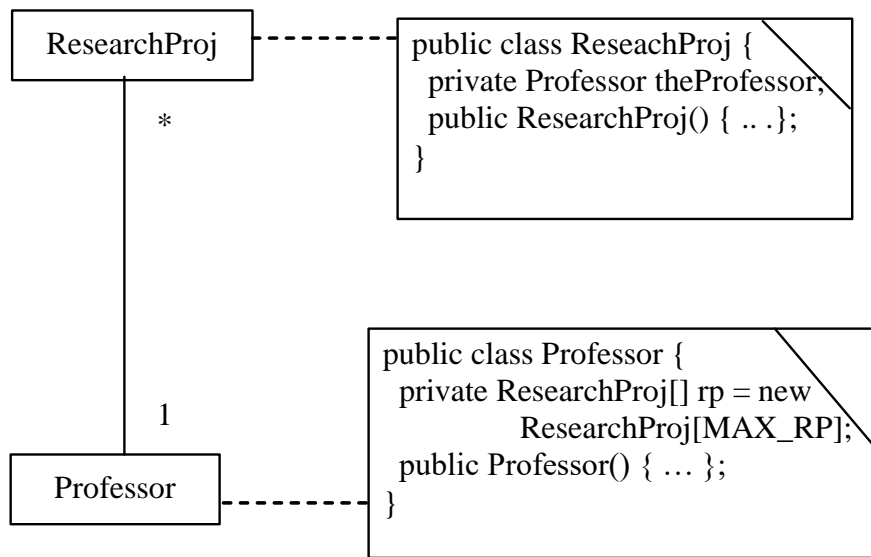 ResearchProj
public class ReseachProj {
private Professor theProfessor;
public ResearchProj() { .. .};
}
*
1
Professor
public class Professor {
private ResearchProj[] rp = new
ResearchProj[MAX_RP];
public Professor() { … };
}